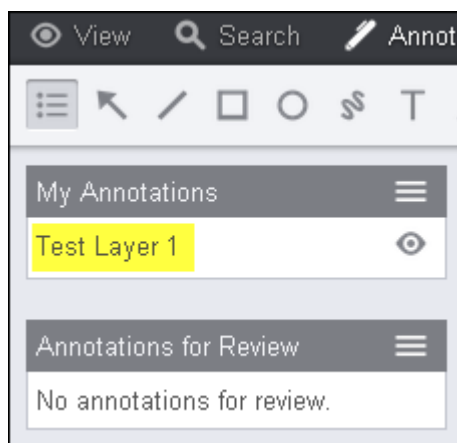 View Search Annot
T
My Annotations
Test Layer 1
Annotations for Review
No annotations for review.